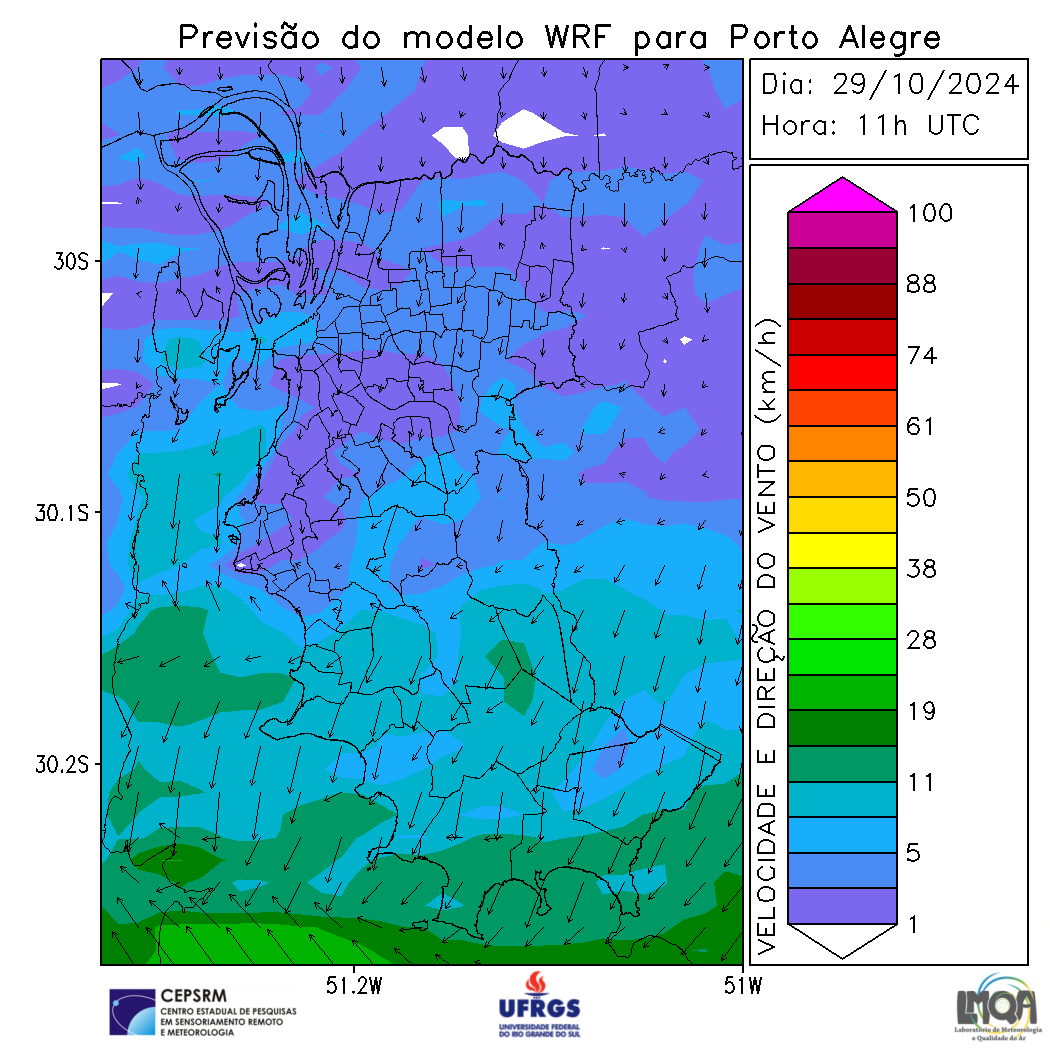 Previsão do modelo WRF para Porto Alegre
Dia: 29/10/2024
Hora: 11h UTC
30S
30.1S
30.2S
51.2W
51W
VELOCIDADE E DIREÇÃO DO VENTO (km/h)
100
88
74
61
50
38
28
19
11
5
1
CEPSRM
CENTRO ESTADUAL DE PESQUISAS
EM SENSORIAMENTO REMOTO
E METEOROLOGIA
UFRGS
UNIVERSIDADE FEDERAL
DO RIO GRANDE DO SUL
LMQA
Laboratório de Meteorologia
e Qualidade do Ar